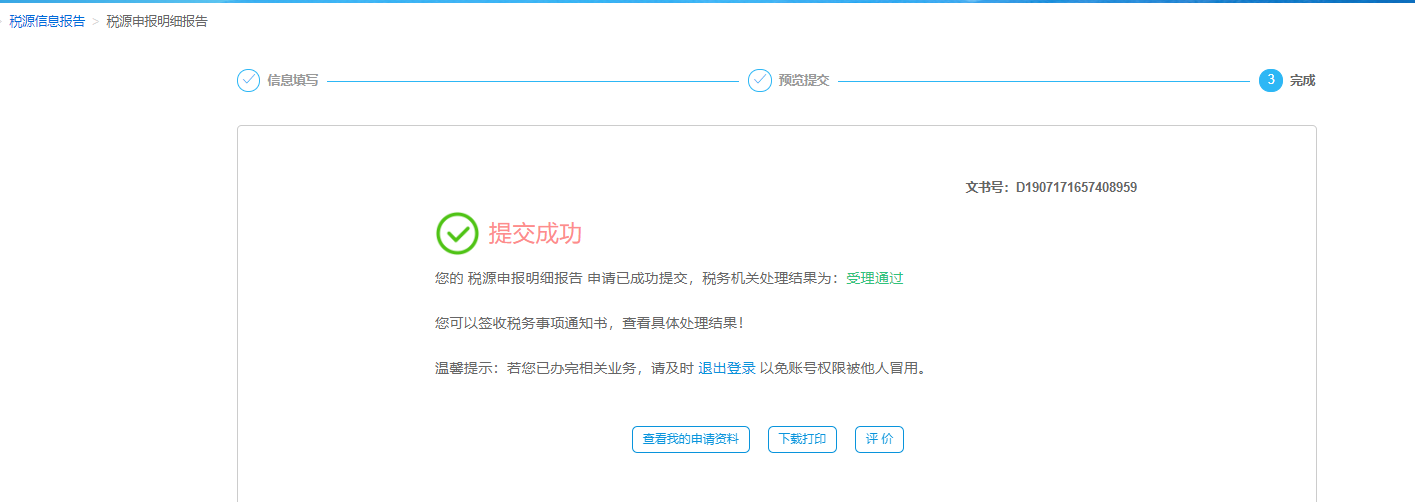 税源信息报告 > 税源申报明细报告
信息填写 预览提交 3 完成
文书号：D1907171657408959
提交成功
您的 税源申报明细报告 申请已成功提交，税务机关处理结果为：受理通过
您可以签收税务事项通知书，查看具体处理结果！
温馨提示：若您已办完相关业务，请及时 退出登录 以免账号权限被他人冒用。
查看我的申请资料 下载打印 评 价